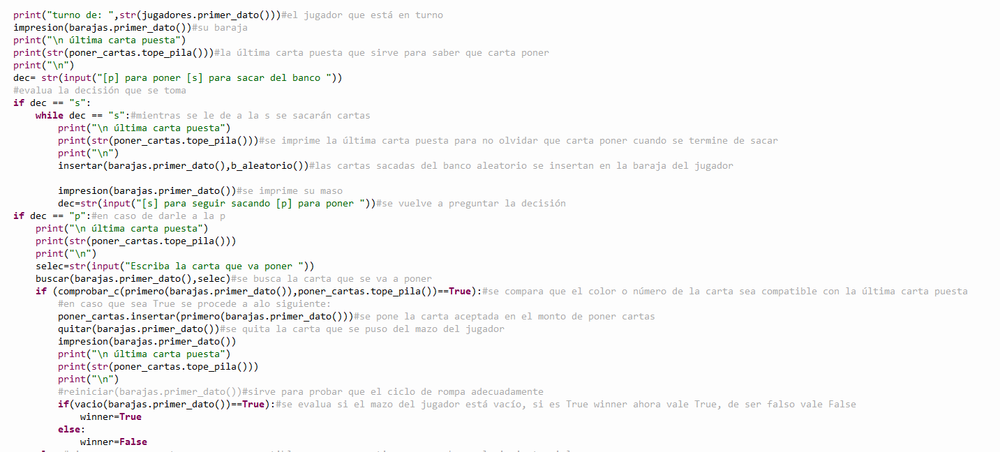 print("turno de: ",str(jugadores.primer_dato()))#el jugador que está en turno
impresion(barajas.primer_dato())#su baraja
print("\n última carta puesta")
print(str(poner_cartas.tope_pila()))#la última carta puesta que sirve para saber que carta poner
print("\n")
dec= str(input("[p] para poner [s] para sacar del banco "))
#evalua la decisión que se toma
if dec == "s":
    while dec == "s":#mientras se le de a la s se sacarán cartas
        print("\n última carta puesta")
        print(str(poner_cartas.tope_pila()))#se imprime la última carta puesta para no olvidar que carta poner cuando se termine de sacar
        print("\n")
        insertar(barajas.primer_dato(),b_aleatorio())#las cartas sacadas del banco aleatorio se insertan en la baraja del jugador
        impresion(barajas.primer_dato())#se imprime su maso
        dec=str(input("[s] para seguir sacando [p] para poner "))#se vuelve a preguntar la decisión
if dec == "p":#en caso de darle a la p
    print("\n última carta puesta")
    print(str(poner_cartas.tope_pila()))
    print("\n")
    selec=str(input("Escriba la carta que va poner "))
    buscar(barajas.primer_dato(),selec)#se busca la carta que se va a poner
    if (comprobar_c(primero(barajas.primer_dato()),poner_cartas.tope_pila())==True):#se compara que el color o número de la carta sea compatible con la última carta puesta
        #en caso que sea True se procede a alo siguiente:
        poner_cartas.insertar(primero(barajas.primer_dato()))#se pone la carta aceptada en el monto de poner cartas
        quitar(barajas.primer_dato())#se quita la carta que se puso del mazo del jugador
        impresion(barajas.primer_dato())
        print("\n última carta puesta")
        print(str(poner_cartas.tope_pila()))
        print("\n")
        #reiniciar(barajas.primer_dato())#sirve para probar que el ciclo de rompa adecuadamente
        if(vacio(barajas.primer_dato())==True):#se evalua si el mazo del jugador está vacío, si es True winner ahora vale True, de ser falso vale False
            winner=True
        else:
            winner=False